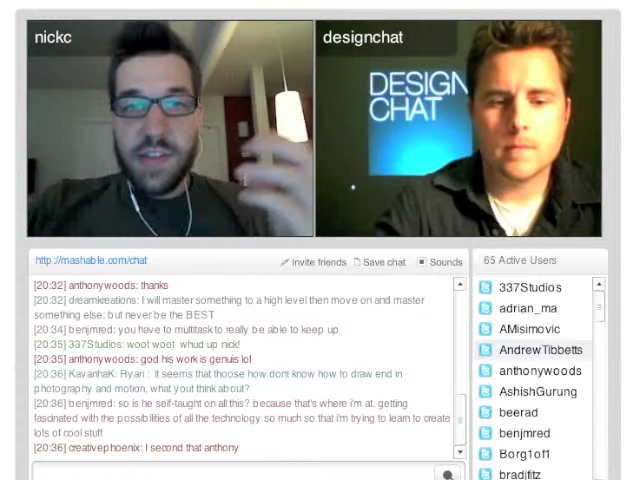 nickc
designchat
DESIGN
CHAT
http://mashable.com/chat
Invite friends
Save chat
Sounds
65 Active Users
[20:32] anthonywoods: thanks
[20:32] dreamkreations: I will master something to a high level then move on and master
something else; but never be the BEST
[20:34] benjmred: you have to multitask to really be able to keep up
[20:35] 337Studios: woot woot whud up nick!
[20:35] anthonywoods: god his work is genuis lol
[20:36] KavanhaK: Ryan : it seems that thoose how dont know how to draw end in
photography and motion, what yout think about?
[20:36] benjmred: so is he self-taught on all this? because that's where i'm at. getting
fascinated with the possibilities of all the technology so much so that i'm trying to learn to create
lots of cool stuff
[20:36] creativephoenix: I second that anthony
337Studios
adrian_ma
AMisimovic
AndrewTibbetts
anthonywoods
AshishGurung
beerad
benjmred
Borg1of1
bradjfitz